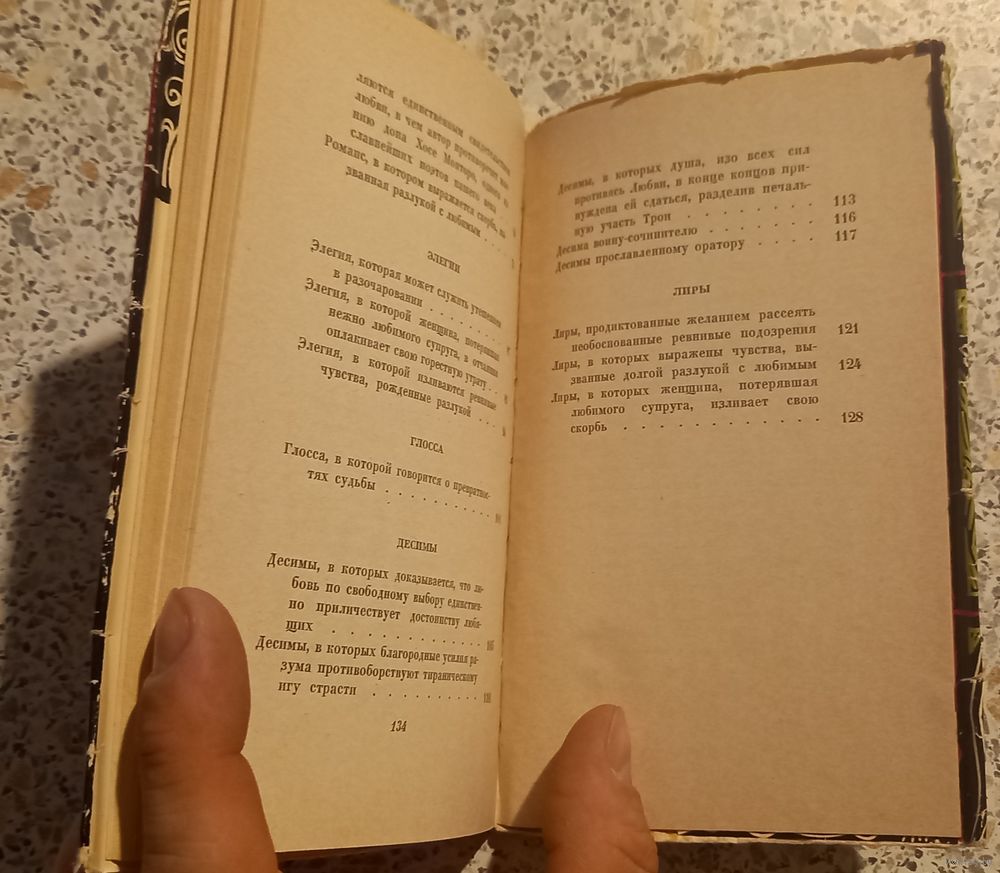 ляются единственным свидетельством
любви, в чем автор противоречит мне-
нию дона Хосе Монторо, одного из
славнейших поэтов нашего века
Романс, в котором выражается скорбь, вы-
званная разлукой с любимым . . .
ЭЛЕГИИ
Элегия, которая может служить утешением
в разочаровании . . . . . . . .
Элегия, в которой женщина, потерявшая
нежно любимого супруга, в отчаянии
оплакивает свою горестную утрату . .
Элегия, в которой изливаются ревнивые
чувства, рожденные разлукой . . .
ГЛОССА
Глосса, в которой говорится о превратнос-
тях судьбы . . . . . . . . . . .
ДЕСИМЫ
Десимы, в которых доказывается, что лю-
бовь по свободному выбору единствен-
но приличествует достоинству любя-
щих . . . . . . . . . . . .
Десимы, в которых благородные усилия ра-
зума противоборствуют тираническому
игу страсти . . . . . . . . .
134
Десимы, в которых душа, изо всех сил
противясь Любви, в конце концов при-
нуждена ей сдаться, разделив печаль-
ную участь Трои . . . . . . . 113
Десима воину-сочинителю . . . . . . 116
Десимы прославленному оратору . . . . 117
ЛИРЫ
Лиры, продиктованные желанием рассеять
необоснованные ревнивые подозрения 121
Лиры, в которых выражены чувства, вы-
званные долгой разлукой с любимым 124
Лиры, в которых женщина, потерявшая
любимого супруга, изливает свою
скорбь . . . . . . . . . . . . 128